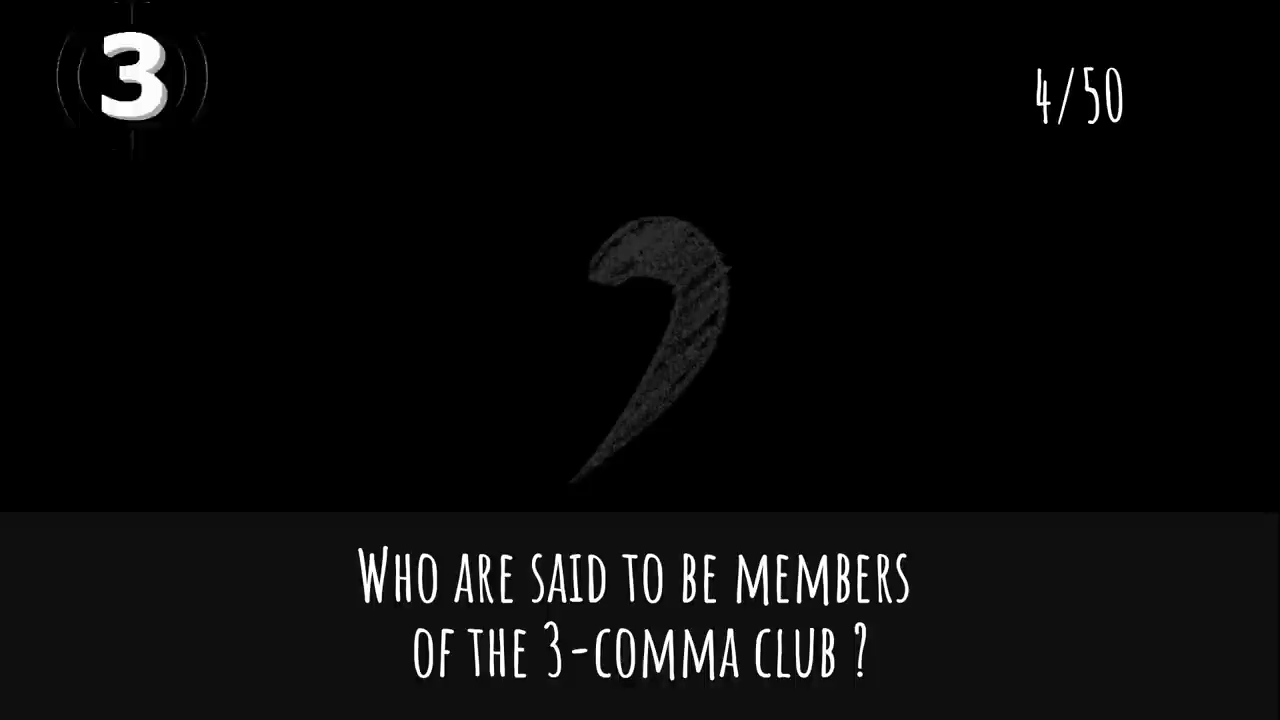 3
4/50
Who are said to be members
of the 3-comma club ?